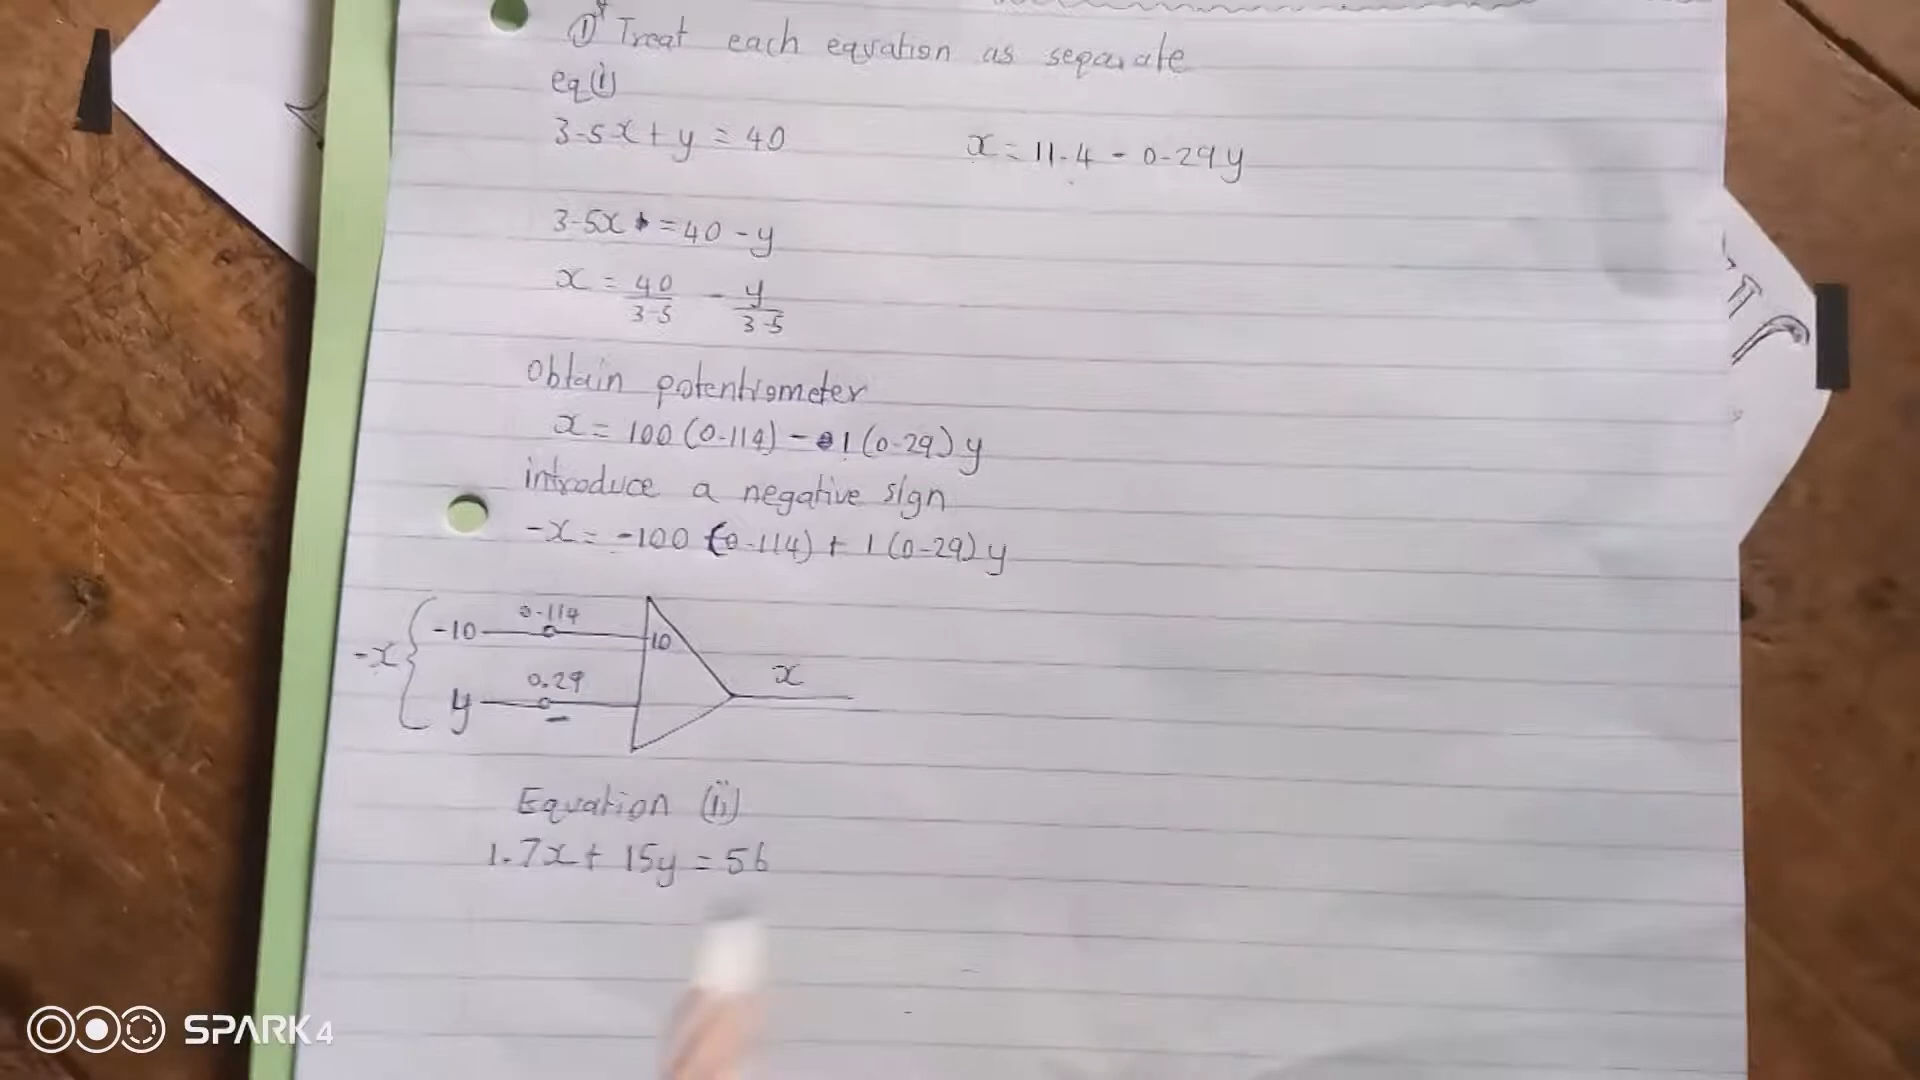 ① Treat each equation as separate
eq(i)
3.5x + y = 40
x = 11.4 - 0.29y
3.5x = 40 - y
x = 40/3.5 - y/3.5
Obtain potentiometer
x = 100 (0.114) - 1 (0.29) y
introduce a negative sign
-x = -100 (0.114) + 1 (0.29) y
0.114
-10
10
-x
0.29
x
y
Equation (ii)
1.7x + 15y = 56
SPARK 4